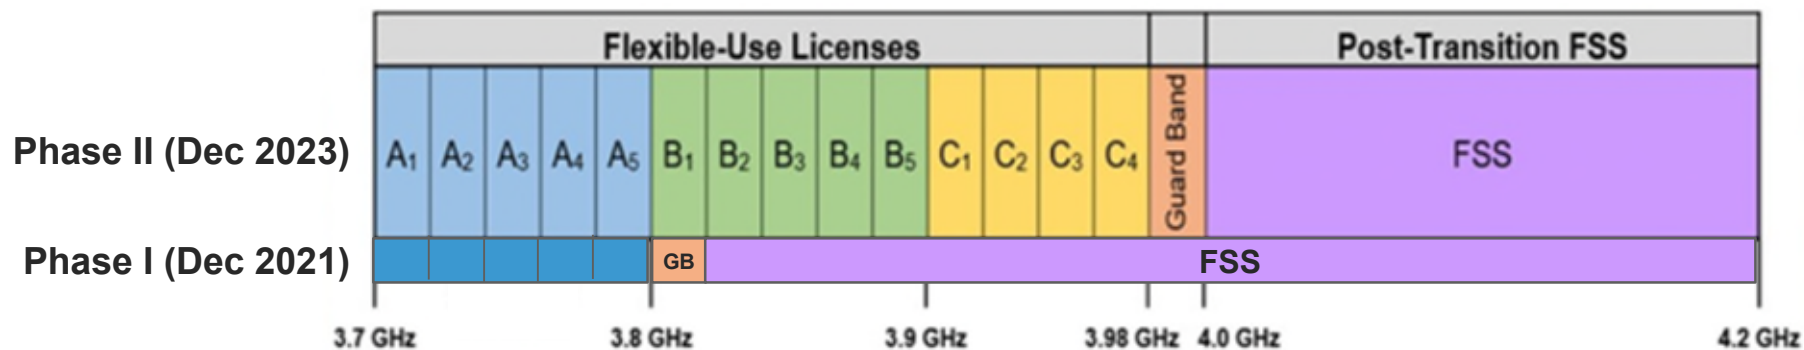 Flexible-Use Licenses Post-Transition FSS
Phase II (Dec 2023) A₁ A₂ A₃ A₄ A₅ B₁ B₂ B₃ B₄ B₅ C₁ C₂ C₃ C₄ Guard Band FSS
Phase I (Dec 2021) GB FSS
3.7 GHz 3.8 GHz 3.9 GHz 3.98 GHz 4.0 GHz 4.2 GHz